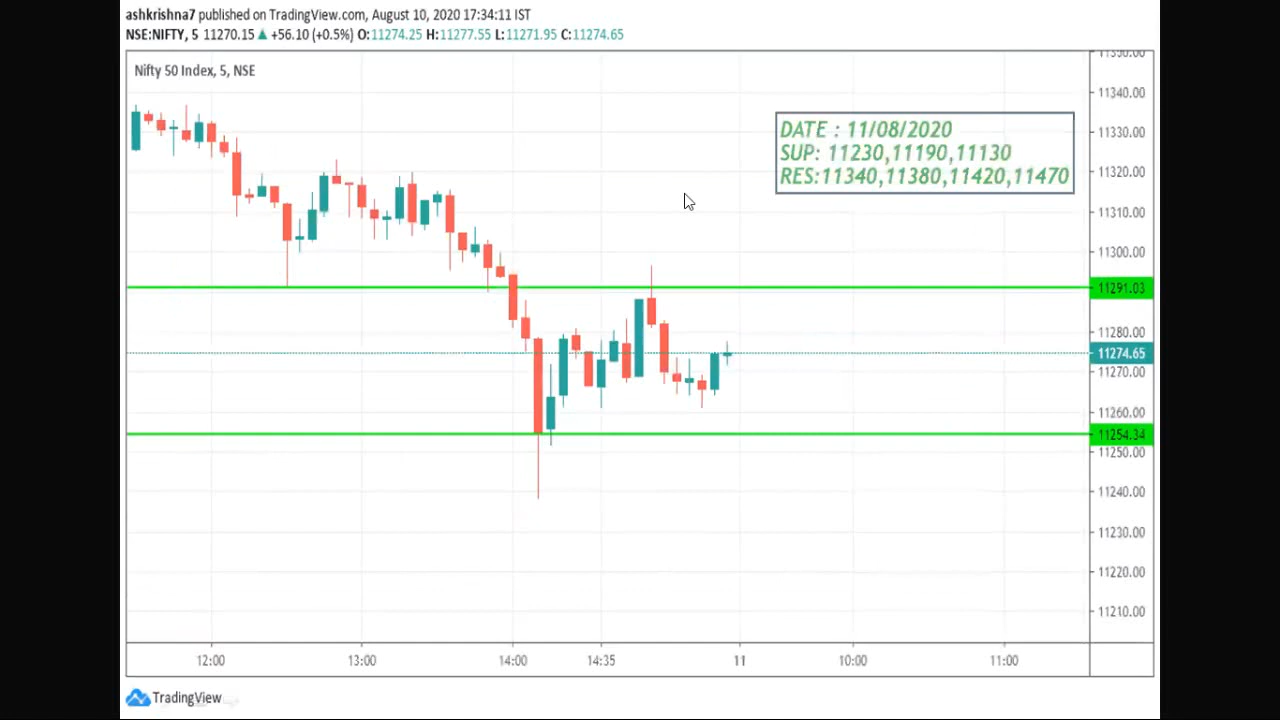 ashkrishna7 published on TradingView.com, August 10, 2020 17:34:11 IST
NSE:NIFTY, 5 11270.15 ▲ +56.10 (+0.5%) O:11274.25 H:11277.55 L:11271.95 C:11274.65
Nifty 50 Index, 5, NSE
DATE : 11/08/2020
SUP: 11230,11190,11130
RES:11340,11380,11420,11470
11350.00
11340.00
11330.00
11320.00
11310.00
11300.00
11291.03
11280.00
11274.65
11270.00
11260.00
11254.34
11250.00
11240.00
11230.00
11220.00
11210.00
12:00 13:00 14:00 14:35 11 10:00 11:00
TradingView